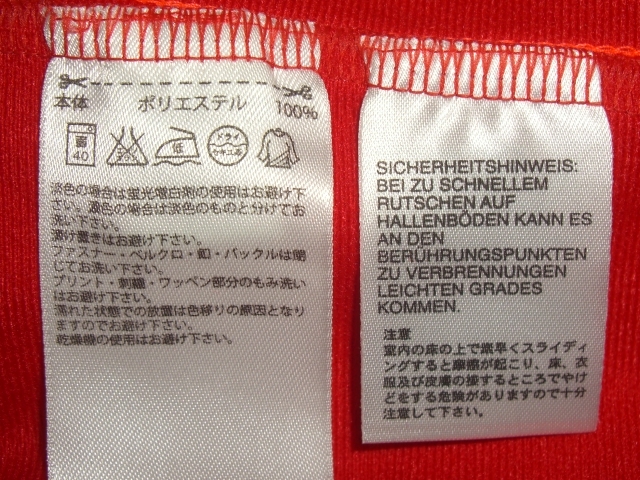 本体 ポリエステル 100%
40
低
ドライ
セキユ系
淡色の場合は蛍光増白剤の使用はお避け下
さい。濃色の場合は淡色のものと分けてお
洗い下さい。
漬け置きはお避け下さい。
ファスナー・ベルクロ・釦・バックルは閉
じてお洗い下さい。
プリント・刺繍・ワッペン部分のもみ洗い
はお避け下さい。
濡れた状態での放置は色移りの原因となり
ますのでお避け下さい。
乾燥機の使用はお避け下さい。
SICHERHEITSHINWEIS:
BEI ZU SCHNELLEM
RUTSCHEN AUF
HALLENBÖDEN KANN ES
AN DEN
BERÜHRUNGSPUNKTEN
ZU VERBRENNUNGEN
LEICHTEN GRADES
KOMMEN.
注意
室内の床の上で素早くスライディ
ングすると摩擦が起こり、床、衣
服及び皮膚の接するところでやけ
どをする危険がありますので十分
注意して下さい。